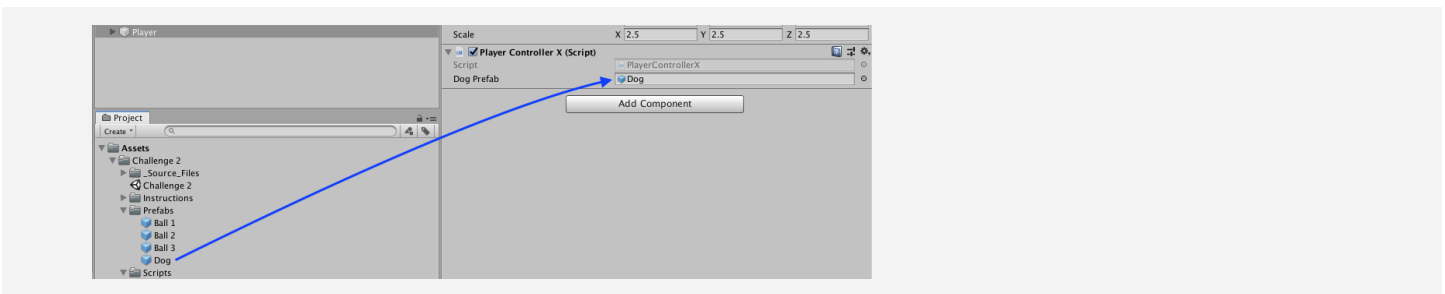 Player
Scale X 2.5 Y 2.5 Z 2.5
Player Controller X (Script)
Script PlayerControllerX
Dog Prefab Dog
Add Component
Project
Create
Assets
Challenge 2
_Source_Files
Challenge 2
Instructions
Prefabs
Ball 1
Ball 2
Ball 3
Dog
Scripts